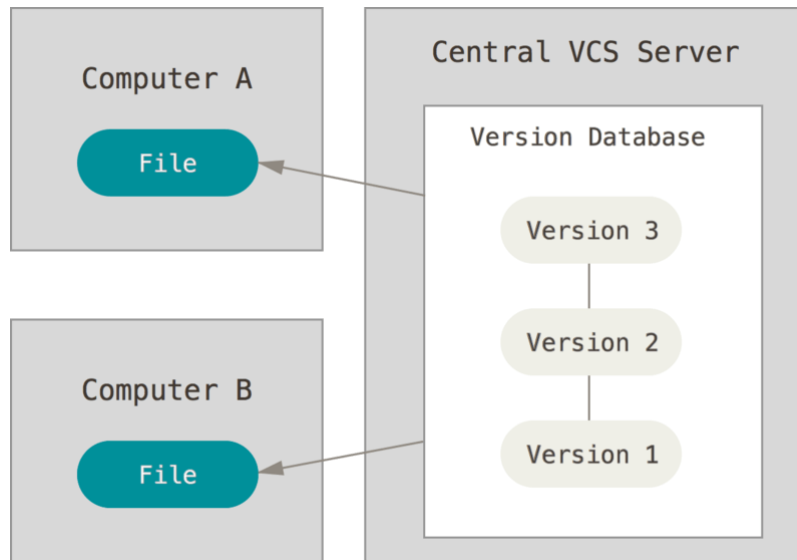 Computer A
File
Computer B
File
Central VCS Server
Version Database
Version 3
Version 2
Version 1